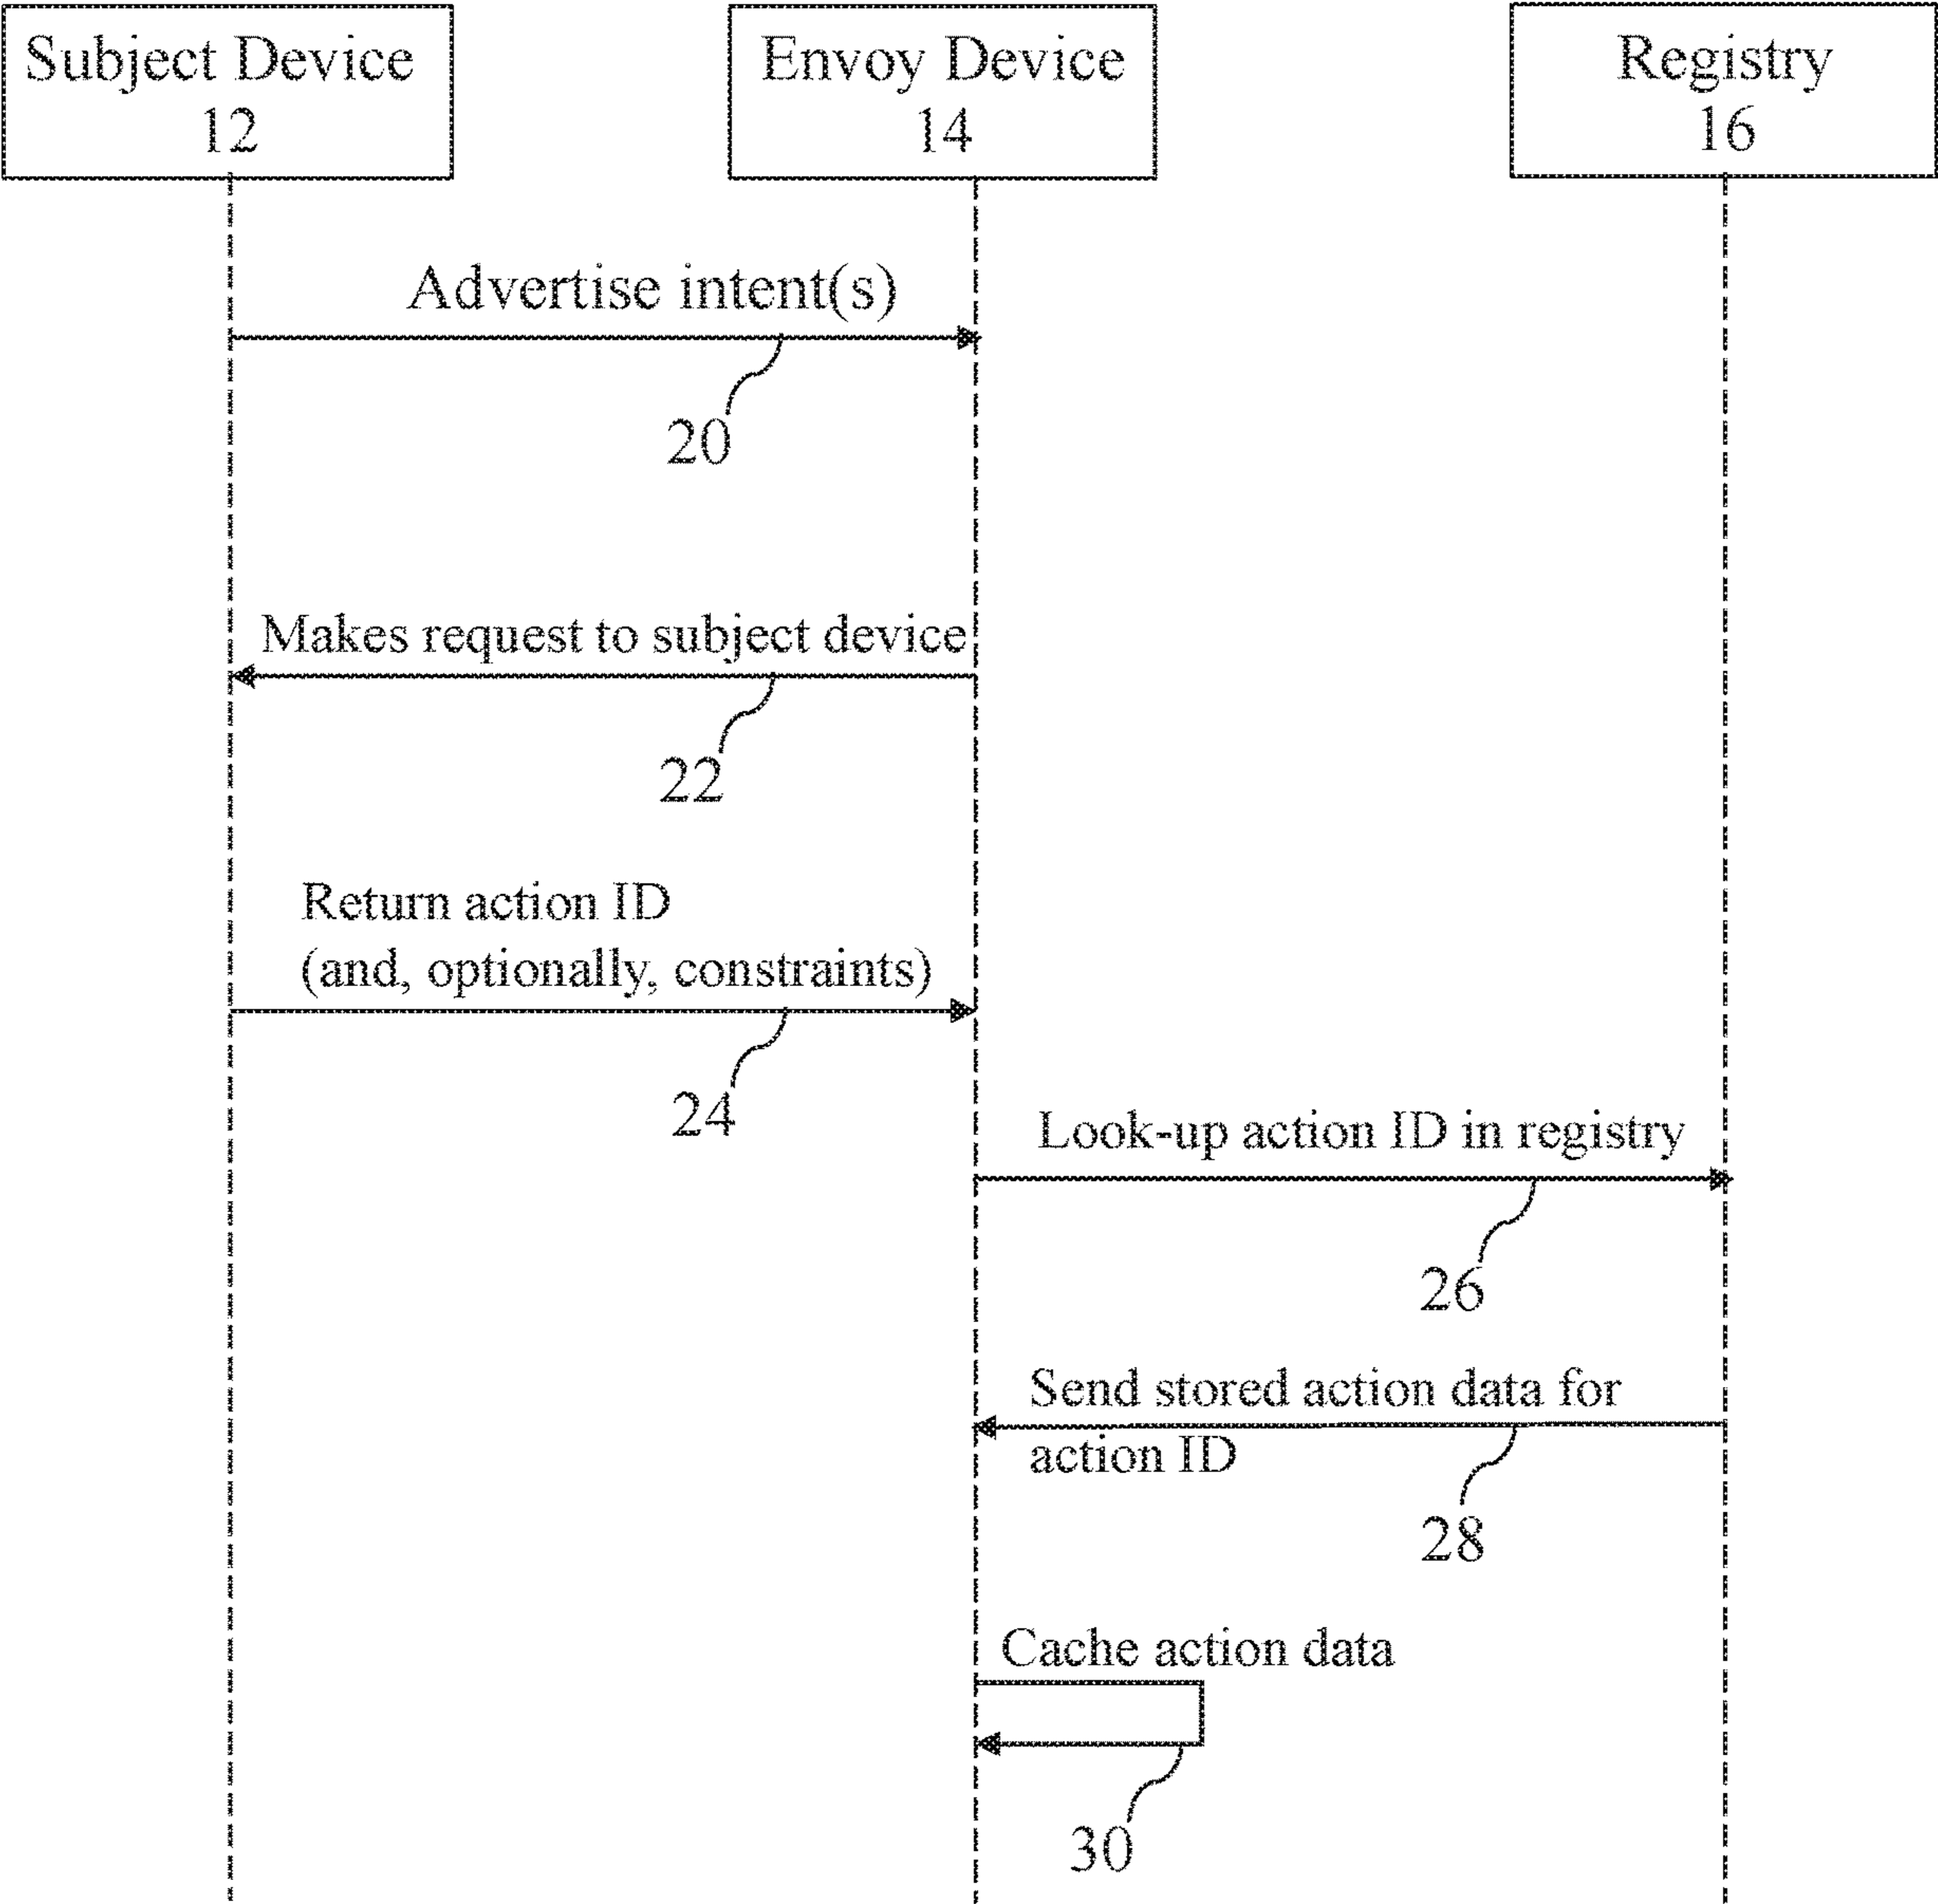 Subject Device
12
Envoy Device
14
Registry
16
Advertise intent(s)
20
Makes request to subject device
22
Return action ID
(and, optionally, constraints)
24
Look-up action ID in registry
26
Send stored action data for
action ID
28
Cache action data
30